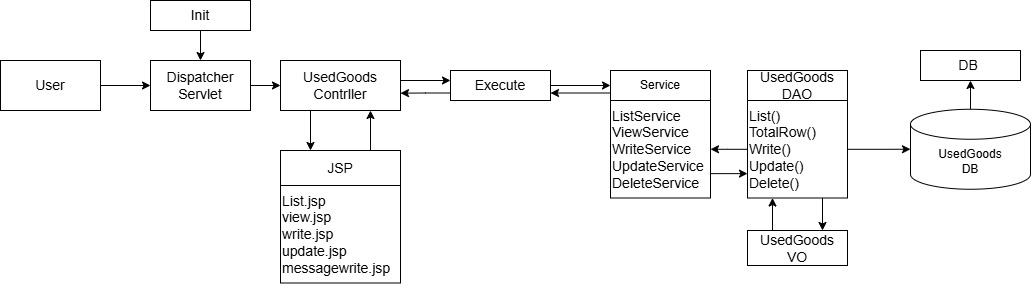 Init
User
Dispatcher
Servlet
UsedGoods
Contrller
Execute
Service
ListService
ViewService
WriteService
UpdateService
DeleteService
UsedGoods
DAO
List()
TotalRow()
Write()
Update()
Delete()
DB
UsedGoods
DB
JSP
List.jsp
view.jsp
write.jsp
update.jsp
messagewrite.jsp
UsedGoods
VO